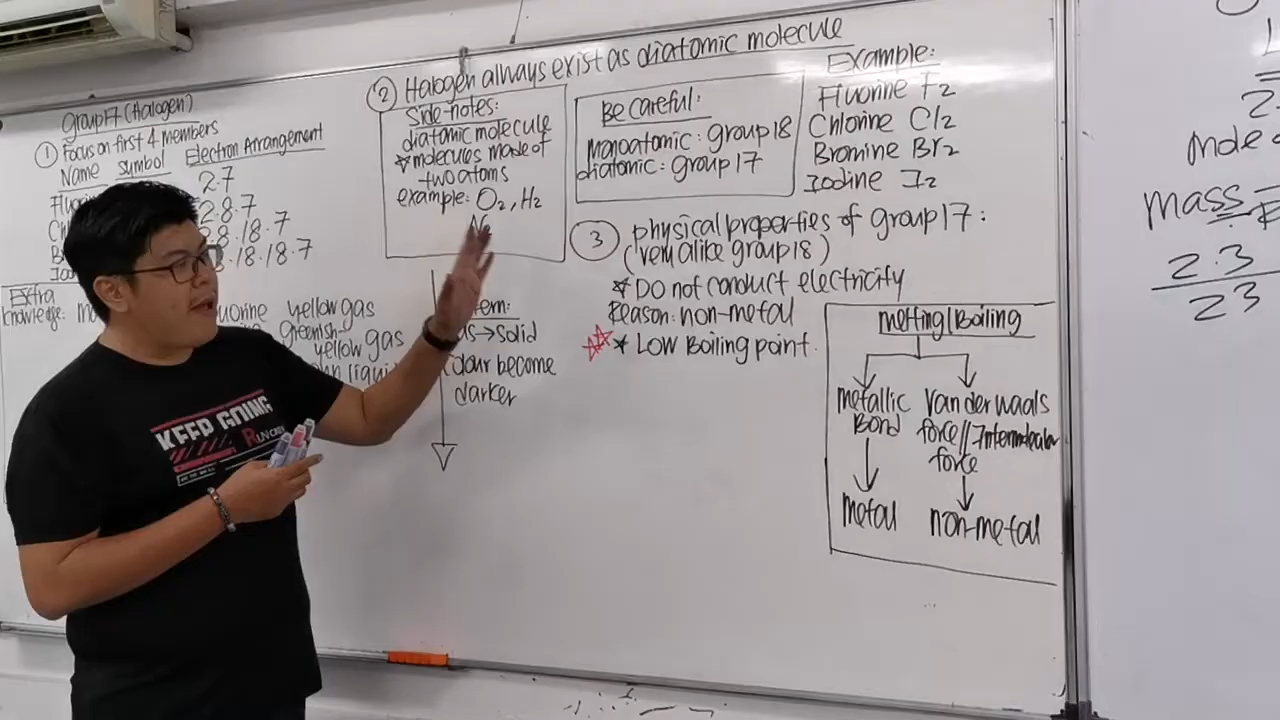 Group 17 (Halogen)
① Focus on first 4 members
Name Symbol Electron Arrangement
2.7
2.8.7
8.18.7
8.18.18.7
Extra
knowledge:
yellow gas
greenish
yellow gas
② Halogen always exist as diatomic molecule
Side-notes:
diatomic molecule
* molecules made of
two atoms
example: O2, H2
→solid
become
darker
Be careful:
monoatomic: group 18
diatomic: group 17
Example:
Fluorine F2
Chlorine Cl2
Bromine Br2
Iodine I2
③ physical properties of group 17:
(very alike group 18)
* DO not conduct electricity
Reason: non-metal
* LOW Boiling point.
Melting/Boiling
metallic
Bond
↓
metal
Van der waals
force//Intermolecular
force
↓
non-metal
mass
2.3
23
KEEP GOING